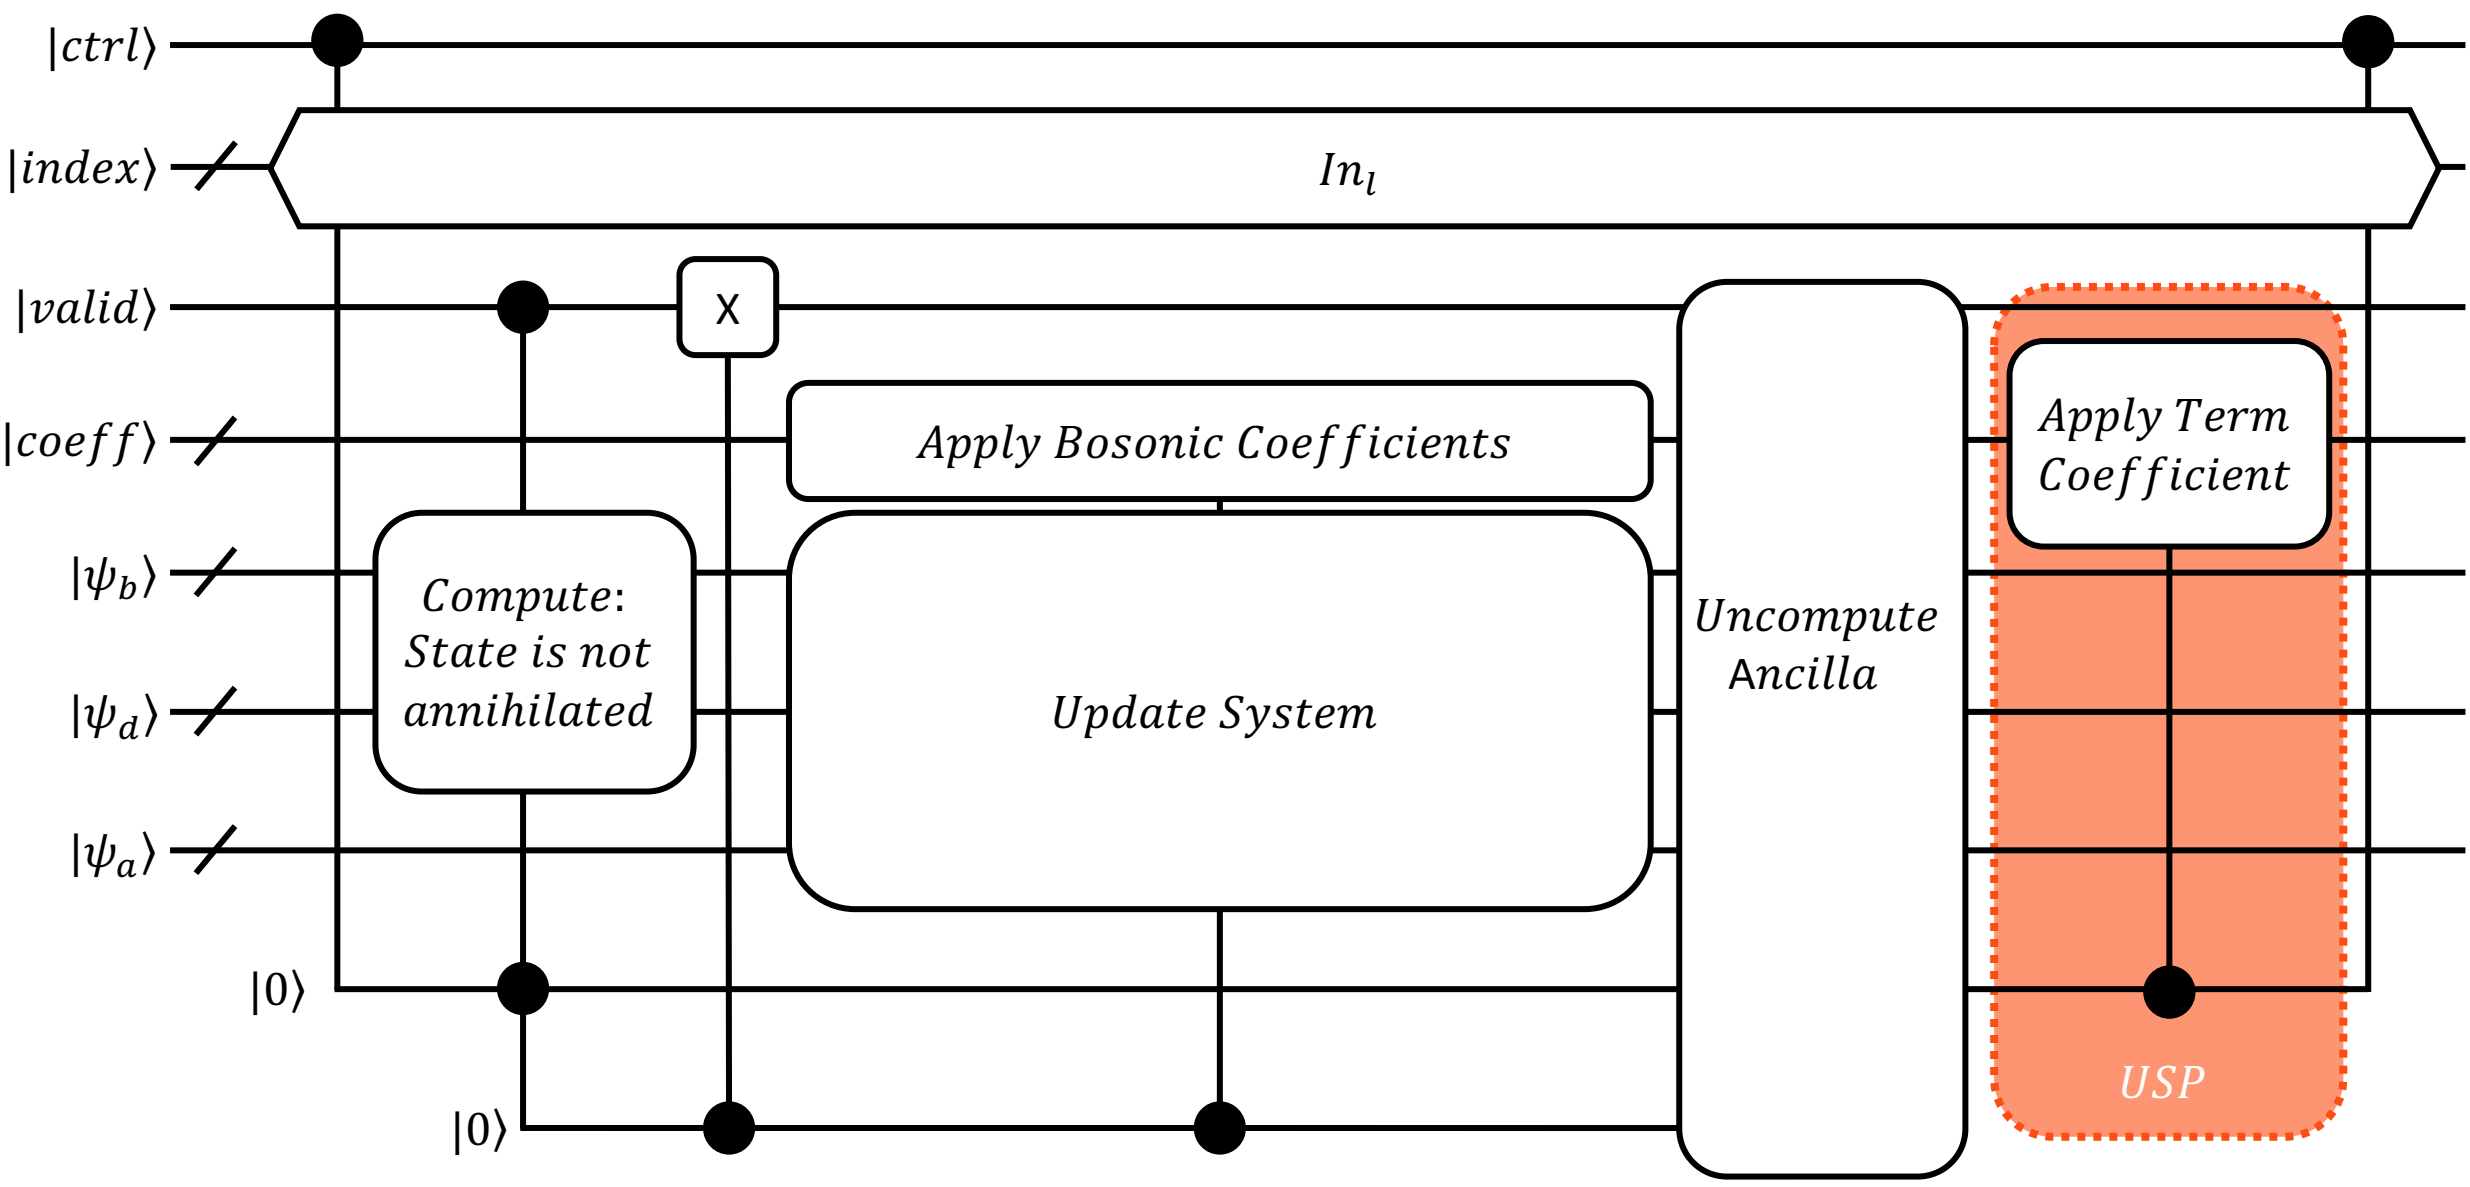 |ctrl⟩
|index⟩
In_l
|valid⟩
X
|coeff⟩
Apply Bosonic Coefficients
Apply Term
Coefficient
|ψ_b⟩
Compute:
State is not
annihilated
Uncompute
Ancilla
|ψ_d⟩
Update System
|ψ_a⟩
|0⟩
USP
|0⟩